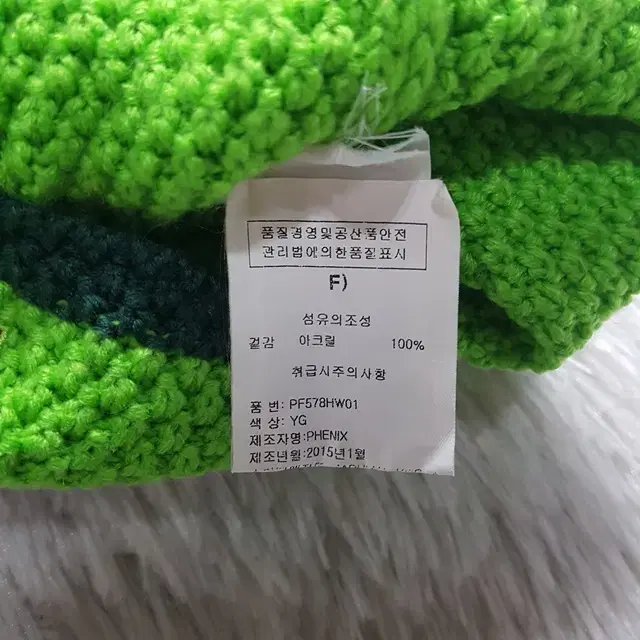 품질경영및공산품안전
관리법에의한품질표시
F)
섬유의조성
겉감 아크릴 100%
취급시주의사항
품 번: PF578HW01
색 상: YG
제조자명:PHENIX
제조년월:2015년1월